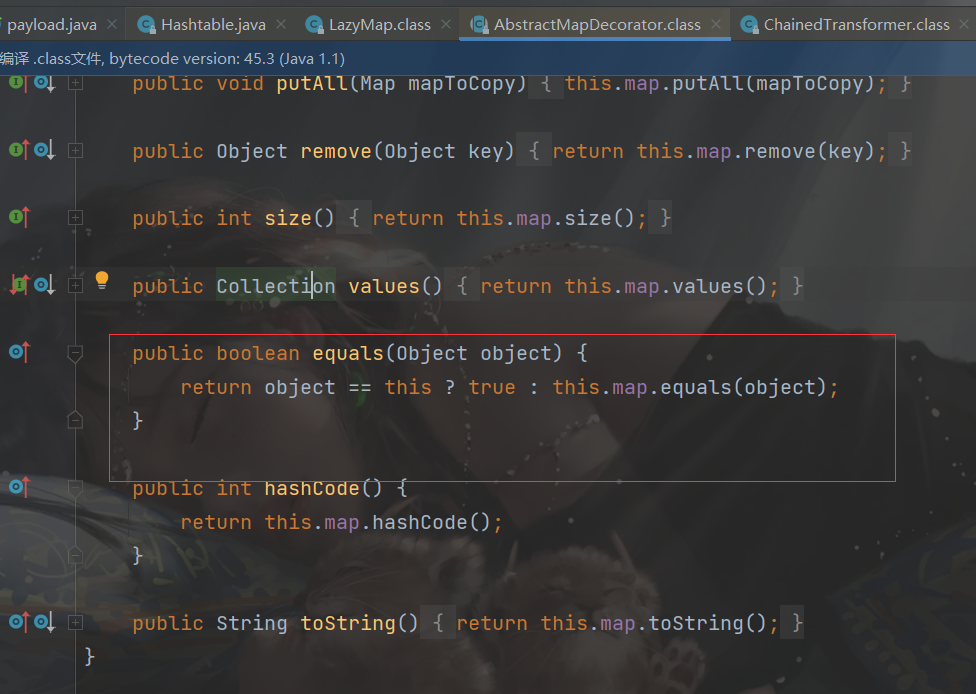 payload.java × Hashtable.java × LazyMap.class × AbstractMapDecorator.class × ChainedTransformer.class ×
编译 .class文件, bytecode version: 45.3 (Java 1.1)
public void putAll(Map mapToCopy) { this.map.putAll(mapToCopy); }
public Object remove(Object key) { return this.map.remove(key); }
public int size() { return this.map.size(); }
public Collection values() { return this.map.values(); }
public boolean equals(Object object) {
return object == this ? true : this.map.equals(object);
}
public int hashCode() {
return this.map.hashCode();
}
public String toString() { return this.map.toString(); }
}